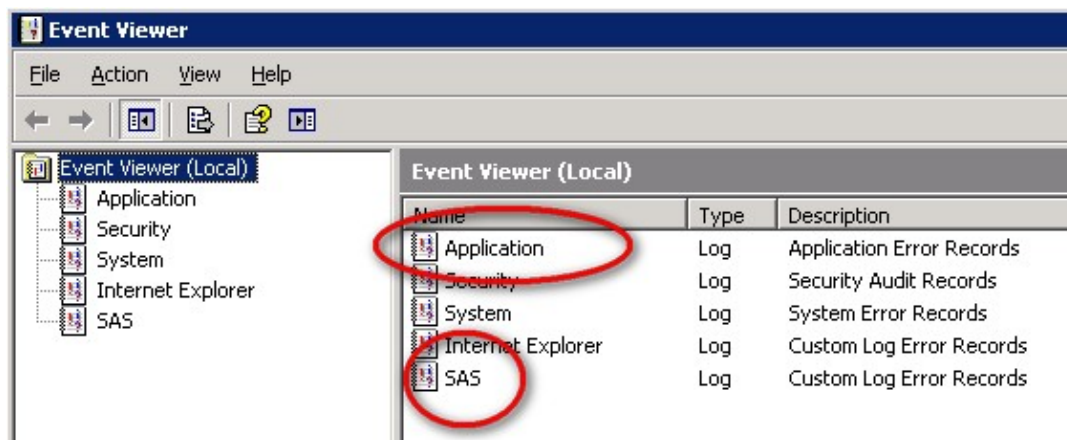 Event Viewer
File Action View Help
Event Viewer (Local)
Application
Security
System
Internet Explorer
SAS
Event Viewer (Local)
Name Type Description
Application Log Application Error Records
Security Log Security Audit Records
System Log System Error Records
Internet Explorer Log Custom Log Error Records
SAS Log Custom Log Error Records